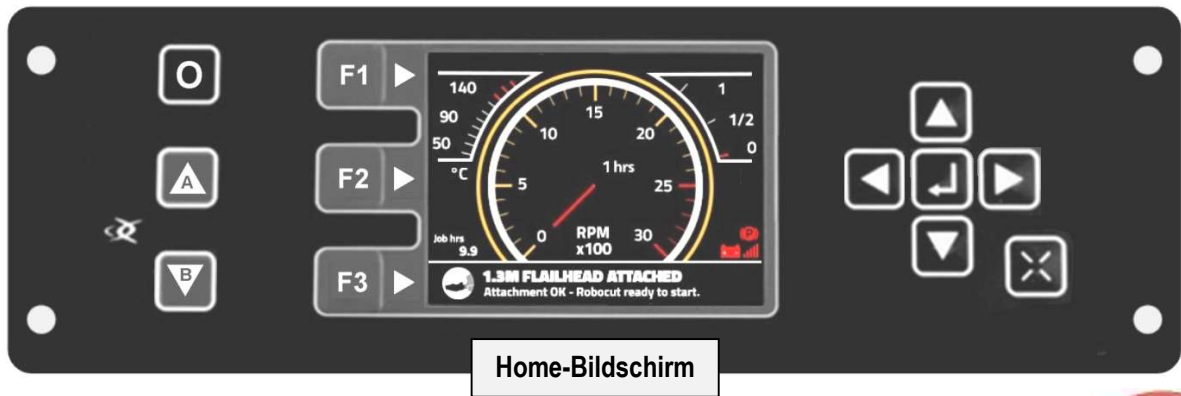 O
A
B
F1
F2
F3
140
90
50
°C
Job hrs
9.9
0
5
10
15
20
25
30
1 hrs
RPM
x100
1
1/2
0
P
1.3M FLAILHEAD ATTACHED
Attachment OK - Robocut ready to start.
Home-Bildschirm